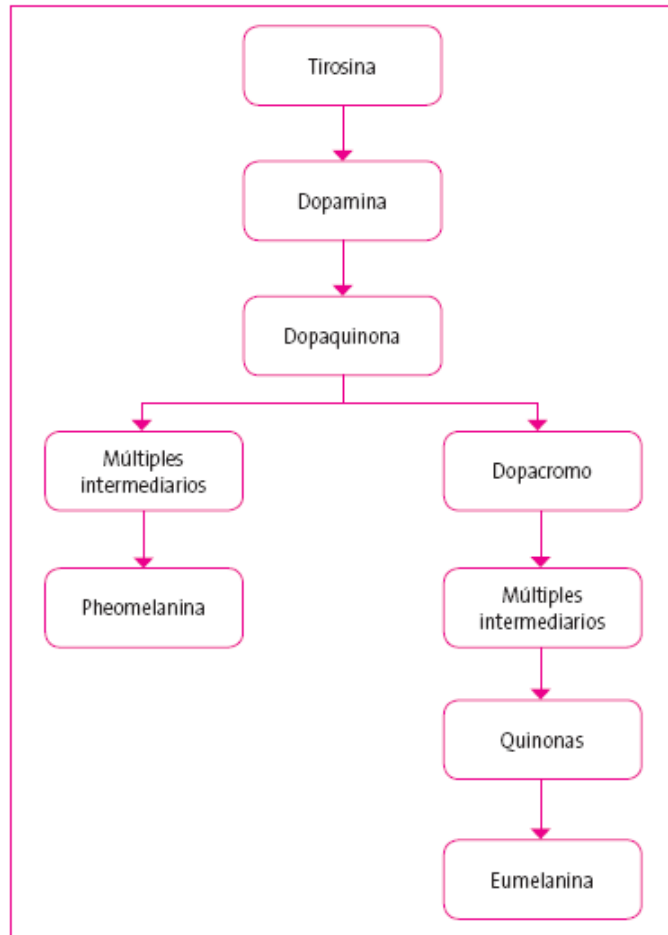 Tirosina
Dopamina
Dopaquinona
Múltiples
intermediarios
Dopacromo
Pheomelanina
Múltiples
intermediarios
Quinonas
Eumelanina